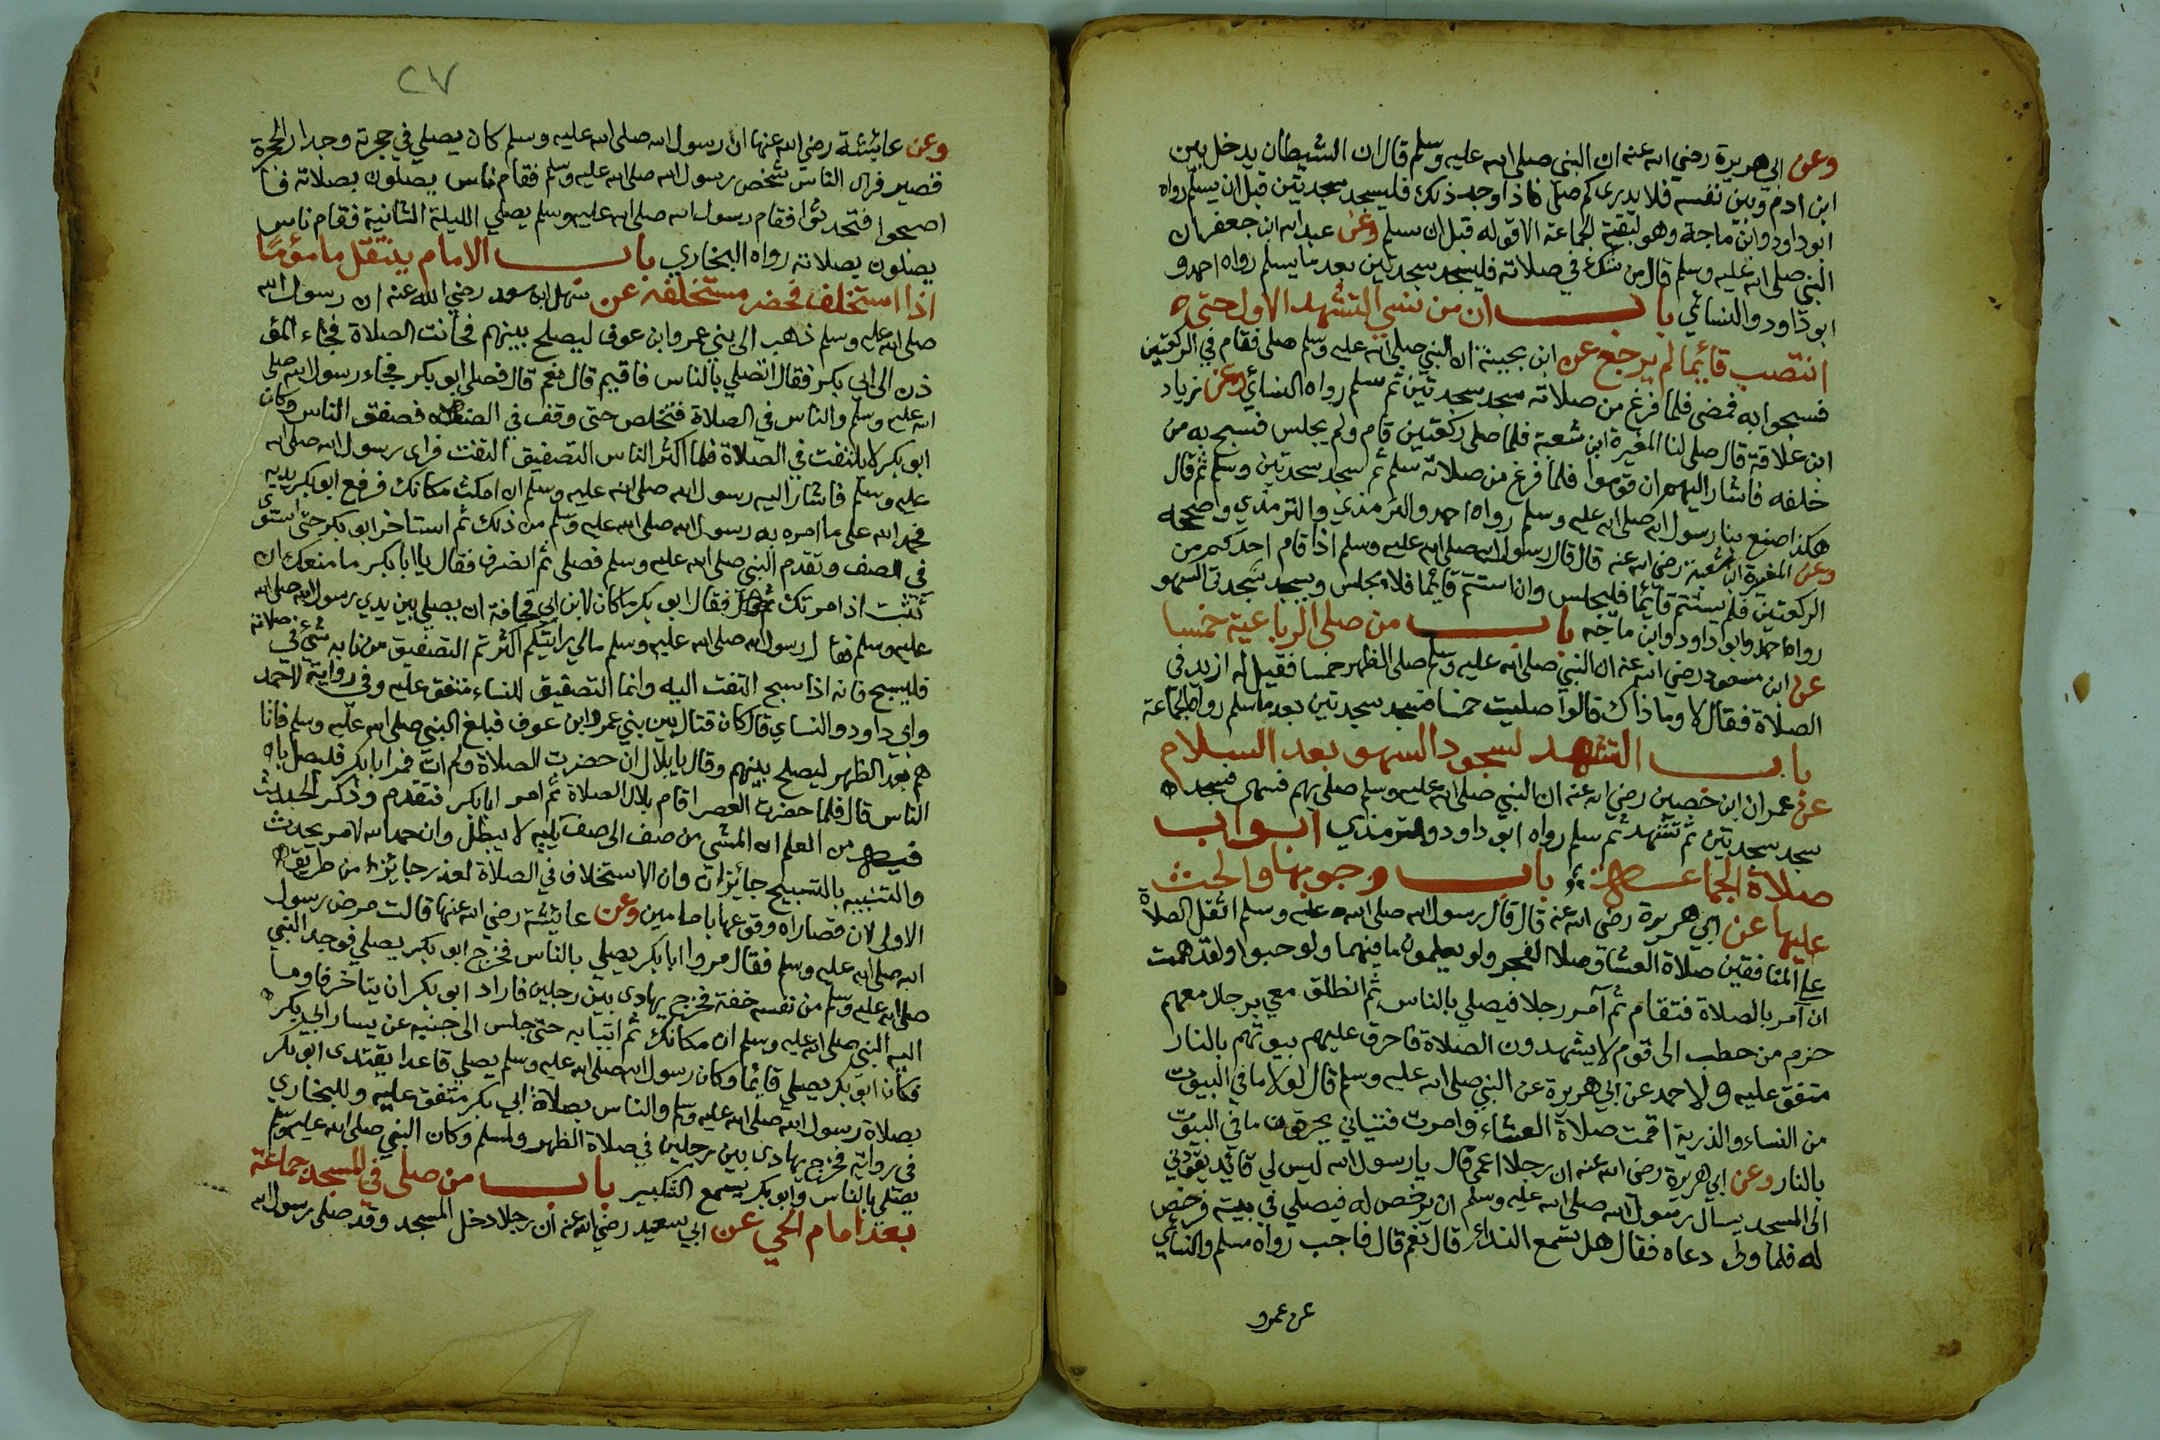 وعن ابي هريرة رضي الله عنه ان النبي صلى الله عليه وسلم قال ان الشيطان يدخل بين
ابن ادم وبين نفسه فلا يدرى كم صلى فاذا وجد ذلك فليسجد سجدتين قبل ان يسلم رواه
ابو داود وابن ماجة وهو لبقية الجماعة الا قوله قبل ان يسلم وعن عبد الله ابن جعفر ان
النبي صلى الله عليه وسلم قال من شك في صلاته فليسجد سجدتين بعد ما يسلم رواه احمد و
ابو داود والنسائي باب ان من نسي التشهد الاول حتى
انتصب قايما لم يرجع عن ابن بحينة ان النبي صلى الله عليه وسلم صلى فقام في الركعتين
فسبحوا به فمضى فلما فرغ من صلاته سجد سجدتين ثم سلم رواه النسائي وعن زياد
ابن علاقة قال صلى لنا المغيرة ابن شعبة فلما صلى ركعتين قام ولم يجلس فسبح به من
خلفه فاشار اليهم ان قوموا فلما فرغ من صلاته سلم ثم سجد سجدتين وسلم ثم قال
هكذا صنع بنا رسول الله صلى الله عليه وسلم رواه احمد والترمذي والترمذي وصححه
وعن المغيرة ابن شعبة رضي الله عنه قال قال رسول الله صلى الله عليه وسلم اذا قام احدكم من
الركعتين فلم يستتم قايما فليجلس وان استتم قايما فلا يجلس ويسجد سجدتي السهو
رواه احمد وابو داود وابن ماجه باب من صلى الرباعية خمسا
عن ابن مسعود رضي الله عنه ان النبي صلى الله عليه وسلم صلى الظهر خمسا فقيل له ازيد في
الصلاة فقال لا وما ذاك قالوا صليت خمسا فسجد سجدتين بعد ما سلم رواه الجماعة
باب التشهد لسجود السهو بعد السلام
عن عمران ابن حصين رضي الله عنه ان النبي صلى الله عليه وسلم صلى بهم فسهى فسجد
سجد سجدتين ثم تشهد ثم سلم رواه ابو داود والترمذي ابواب
صلاة الجماعة باب وجوبها والحث
عليها عن ابي هريرة رضي الله عنه قال قال رسول الله صلى الله عليه وسلم اثقل الصلاة
على المنافقين صلاة العشا وصلاة الفجر ولو يعلمون ما فيهما ولو حبوا ولقد هممت
ان آمر بالصلاة فتقام ثم آمر رجلا فيصلي بالناس ثم انطلق معي برجال معهم
حزم من حطب الى قوم لا يشهدون الصلاة فاحرق عليهم بيوتهم بالنار
متفق عليه ولاحمد عن ابي هريرة عن النبي صلى الله عليه وسلم قال لولا ما في البيوت
من النساء والذرية اقمت صلاة العشاء وامرت فتياني يحرقون ما في البيوت
بالنار وعن ابي هريرة رضي الله عنه ان رجلا اعمى قال يا رسول الله ليس لي قائد يقودني
الى المسجد يسال رسول الله صلى الله عليه وسلم ان يرخص له فيصلي في بيته فرخص
له فلما ولى دعاه فقال هل تسمع النداء قال نعم قال فاجب رواه مسلم والنسائي
عن عمرو
٢٧
وعن عائشة رضي الله عنها ان رسول الله صلى الله عليه وسلم كان يصلي في حجرته وجدار الحجرة
قصير فراى الناس شخص رسول الله صلى الله عليه وسلم فقام ناس يصلون بصلاته فا
اصبحوا فتحدثوا فقام رسول الله صلى الله عليه وسلم يصلي الليلة الثانية فقام ناس
يصلون بصلاته رواه البخاري باب الامام ينتقل مامؤما
اذا استخلف فحضر مستخلفه عن سهل ابن سعد رضي الله عنه ان رسول الله
صلى الله عليه وسلم ذهب الى بني عمرو ابن عوف ليصلح بينهم فحانت الصلاة فجاء المؤ
ذن الى ابي بكر فقال اتصلي بالناس فاقيم قال نعم قال فصلى ابو بكر فجاء رسول الله صلى
الله عليه وسلم والناس في الصلاة فتخلص حتى وقف في الصف فصفق الناس وكان
ابو بكر لا يلتفت في الصلاة فلما اكثر الناس التصفيق التفت فراى رسول الله صلى الله
عليه وسلم فاشار اليه رسول الله صلى الله عليه وسلم ان امكث مكانك فرفع ابو بكر يديه
فحمد الله على ما امره به رسول الله صلى الله عليه وسلم من ذلك ثم استاخر ابو بكر حتى استوى
في الصف وتقدم النبي صلى الله عليه وسلم فصلى ثم انصرف فقال يا ابا بكر ما منعك ان
تثبت اذ امرتك فقال ابو بكر ما كان لابن ابي قحافة ان يصلي بين يدي رسول الله صلى الله
عليه وسلم فقال رسول الله صلى الله عليه وسلم مالي رايتكم اكثرتم التصفيق من نابه شيء في صلاته
فليسبح فانه اذا سبح التفت اليه وانما التصفيق للنساء متفق عليه وفي رواية لاحمد
وابي داود والنساي قال كان قتال بين بني عمرو ابن عوف فبلغ النبي صلى الله عليه وسلم فاتا
هم بعد الظهر ليصلح بينهم وقال يا بلال ان حضرت الصلاة ولم ات فمر ابا بكر فليصل با
الناس قال فلما حضرت العصر اقام بلال الصلاة ثم امر ابا بكر فتقدم وذكر الحديث
فيه من العلم ان المشي من صف الى صف يليه لا يبطل وان حمد الله لامر يحدث
والتنبيه بالتسبيح جائزان وان الاستخلاف في الصلاة لعذر جائز من طريق
الاولى لان قصاراه وقوعها باما مين وعن عايشة رضي الله عنها قالت مرض رسول
الله صلى الله عليه وسلم فقال مروا ابا بكر يصلي بالناس فخرج ابو بكر يصلي فوجد النبي
صلى الله عليه وسلم من نفسه خفة فخرج يهادى بين رجلين فاراد ابو بكر ان يتاخر فاوما
اليه النبي صلى الله عليه وسلم ان مكانك ثم اتيا به حتى جلس الى جنبه عن يسار ابي بكر
فكان ابو بكر يصلي قايما وكان رسول الله صلى الله عليه وسلم يصلي قاعدا يقتدى ابو بكر
بصلاة رسول الله صلى الله عليه وسلم والناس بصلاة ابي بكر متفق عليه وللبخاري
في رواية فخرج يهادى بين رجلين في صلاة الظهر ولمسلم وكان النبي صلى الله عليه وسلم
يصلي بالناس وابو بكر يسمع التكبير باب من صلى في المسجد جماعة
بعد امام الحي عن ابي سعيد رضي الله عنه ان رجلا دخل المسجد وقد صلى رسول الله